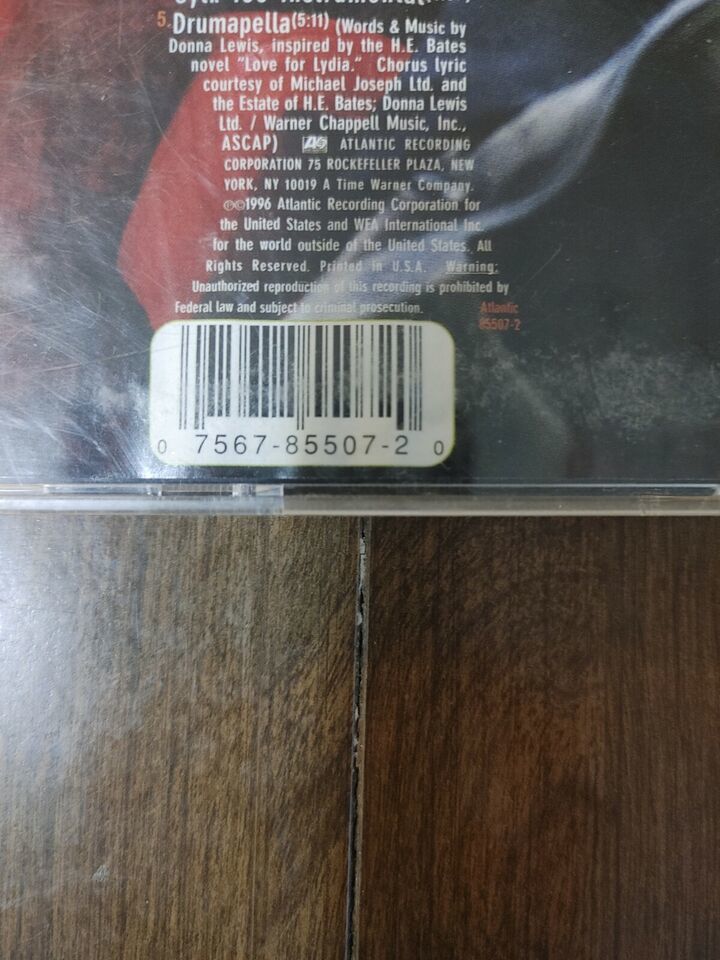 5. Drumapella(5:11) (Words & Music by
Donna Lewis, inspired by the H.E. Bates
novel "Love for Lydia." Chorus lyric
courtesy of Michael Joseph Ltd. and
the Estate of H.E. Bates; Donna Lewis
Ltd. / Warner Chappell Music, Inc.,
ASCAP) ATLANTIC RECORDING
CORPORATION 75 ROCKEFELLER PLAZA, NEW
YORK, NY 10019 A Time Warner Company.
℗©1996 Atlantic Recording Corporation for
the United States and WEA International Inc.
for the world outside of the United States. All
Rights Reserved. Printed in U.S.A. Warning:
Unauthorized reproduction of this recording is prohibited by
Federal law and subject to criminal prosecution.
Atlantic
85507-2
0 7567-85507-2 0